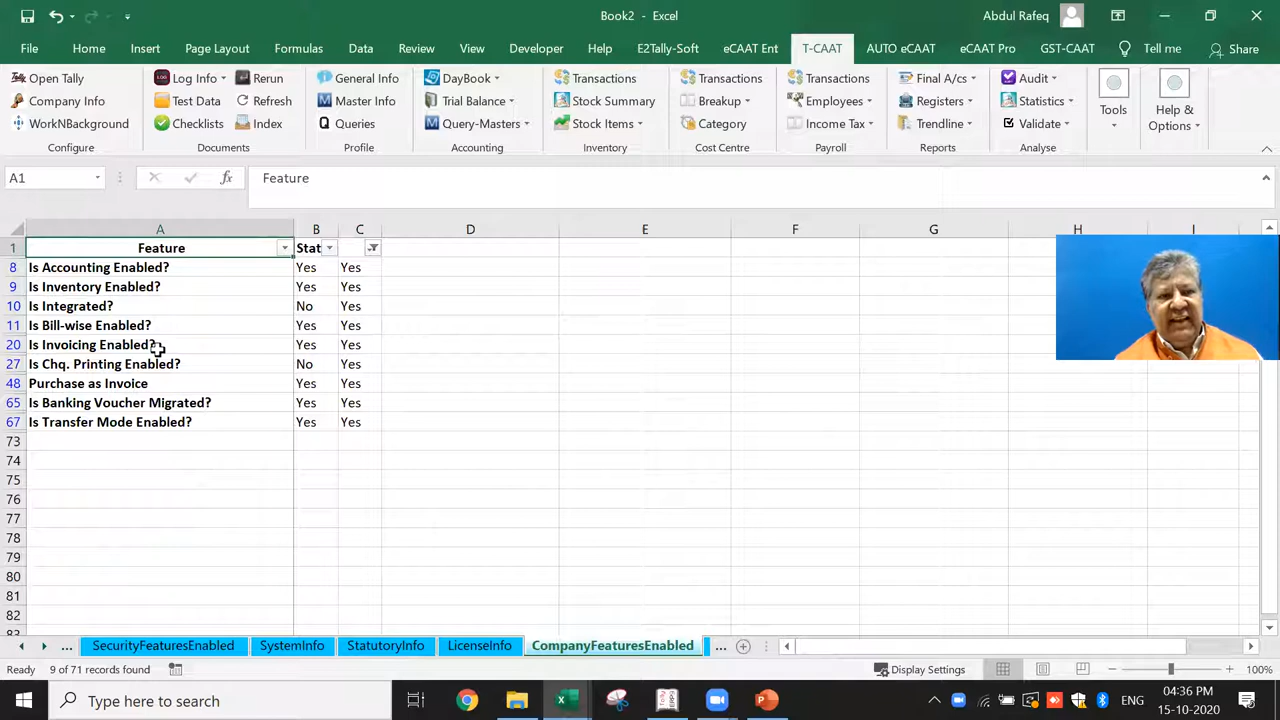 Book2 - Excel
Abdul Rafeq
File Home Insert Page Layout Formulas Data Review View Developer Help E2Tally-Soft eCAAT Ent T-CAAT AUTO eCAAT eCAAT Pro GST-CAAT Tell me Share
Open Tally Log Info Rerun General Info DayBook Transactions Transactions Transactions Final A/cs Audit
Company Info Test Data Refresh Master Info Trial Balance Stock Summary Breakup Employees Registers Statistics Tools Help &
WorkNBackground Checklists Index Queries Query-Masters Stock Items Category Income Tax Trendline Validate Options
Configure Documents Profile Accounting Inventory Cost Centre Payroll Reports Analyse
A1 fx Feature
A B C D E F G H I
1 Feature Stat
8 Is Accounting Enabled? Yes Yes
9 Is Inventory Enabled? Yes Yes
10 Is Integrated? No Yes
11 Is Bill-wise Enabled? Yes Yes
20 Is Invoicing Enabled? Yes Yes
27 Is Chq. Printing Enabled? No Yes
48 Purchase as Invoice Yes Yes
65 Is Banking Voucher Migrated? Yes Yes
67 Is Transfer Mode Enabled? Yes Yes
73
74
75
76
77
78
79
80
81
82
... SecurityFeaturesEnabled SystemInfo StatutoryInfo LicenseInfo CompanyFeaturesEnabled ...
Ready 9 of 71 records found Display Settings 100%
Type here to search ENG 04:36 PM
15-10-2020